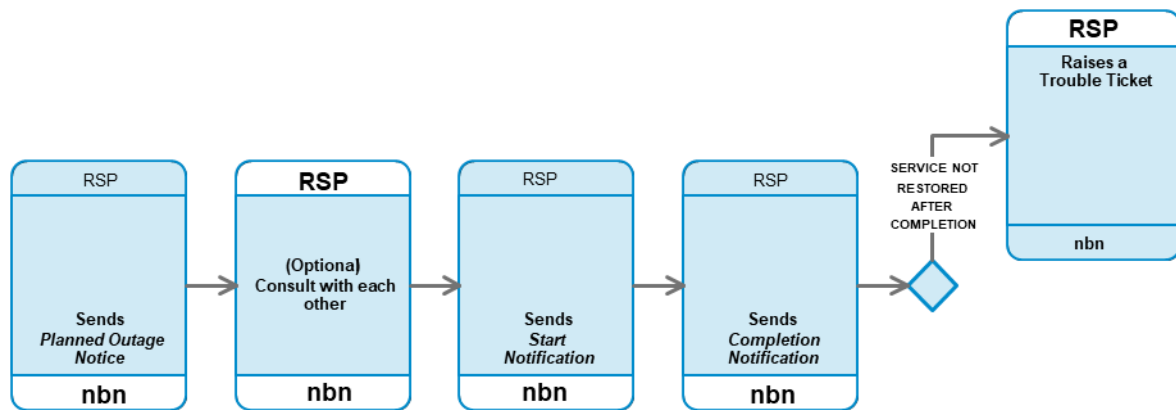 RSP
Sends
Planned Outage
Notice
nbn
RSP
(Optional)
Consult with each
other
nbn
RSP
Sends
Start
Notification
nbn
RSP
Sends
Completion
Notification
nbn
SERVICE NOT
RESTORED
AFTER
COMPLETION
RSP
Raises a
Trouble Ticket
nbn